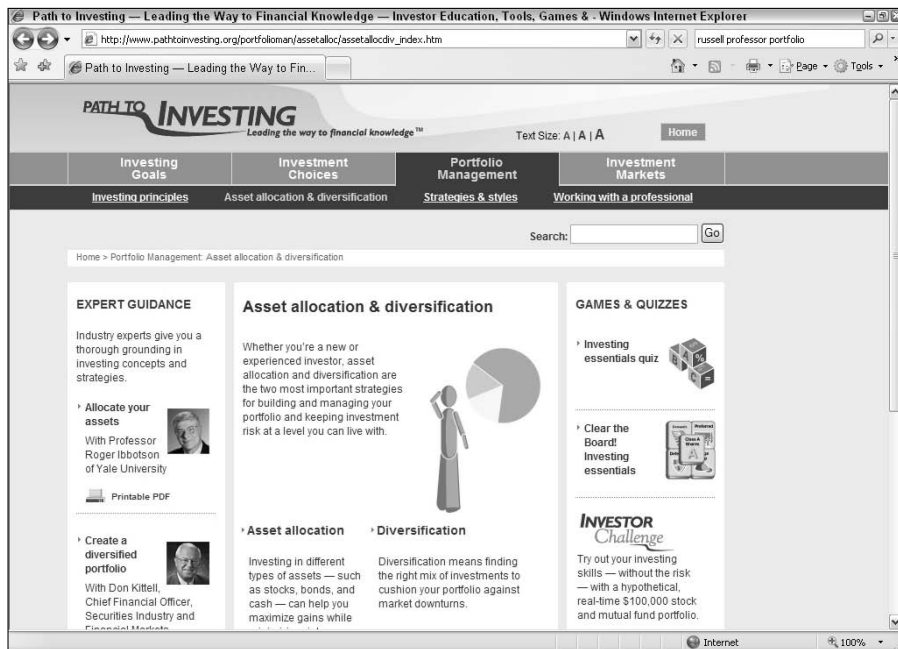 Path to Investing — Leading the Way to Financial Knowledge — Investor Education, Tools, Games & - Windows Internet Explorer
http://www.pathtoinvesting.org/portfolioman/assetalloc/assetallocdiv_index.htm
russell professor portfolio
Path to Investing — Leading the Way to Fin...
Page
Tools
PATH TO INVESTING
Leading the way to financial knowledge™
Text Size: A | A | A
Home
Investing Goals
Investment Choices
Portfolio Management
Investment Markets
Investing principles
Asset allocation & diversification
Strategies & styles
Working with a professional
Search:
Go
Home > Portfolio Management: Asset allocation & diversification
EXPERT GUIDANCE
Industry experts give you a
thorough grounding in
investing concepts and
strategies.
Allocate your
assets
With Professor
Roger Ibbotson
of Yale University
Printable PDF
Create a
diversified
portfolio
With Don Kittell,
Chief Financial Officer,
Securities Industry and
Financial Markets
Asset allocation & diversification
Whether you're a new or
experienced investor, asset
allocation and diversification are
the two most important strategies
for building and managing your
portfolio and keeping investment
risk at a level you can live with.
Asset allocation
Investing in different
types of assets — such
as stocks, bonds, and
cash — can help you
maximize gains while
Diversification
Diversification means finding
the right mix of investments to
cushion your portfolio against
market downturns.
GAMES & QUIZZES
Investing
essentials quiz
B A % C =
Clear the
Board!
Investing
essentials
Class A
Shares
A
INVESTOR
Challenge
Try out your investing
skills — without the risk
— with a hypothetical,
real-time $100,000 stock
and mutual fund portfolio.
Internet
100%